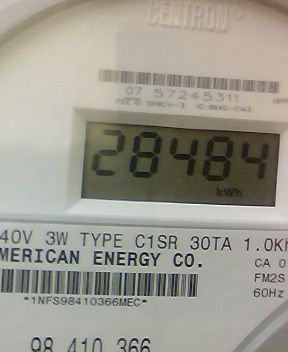 CENTRON®
07 57245311
28484
kWh
40V 3W TYPE C1SR 30TA 1.0Kh
MERICAN ENERGY CO.
CA 0
FM2S
60Hz
*1NFS98410366MEC*
98 410 366